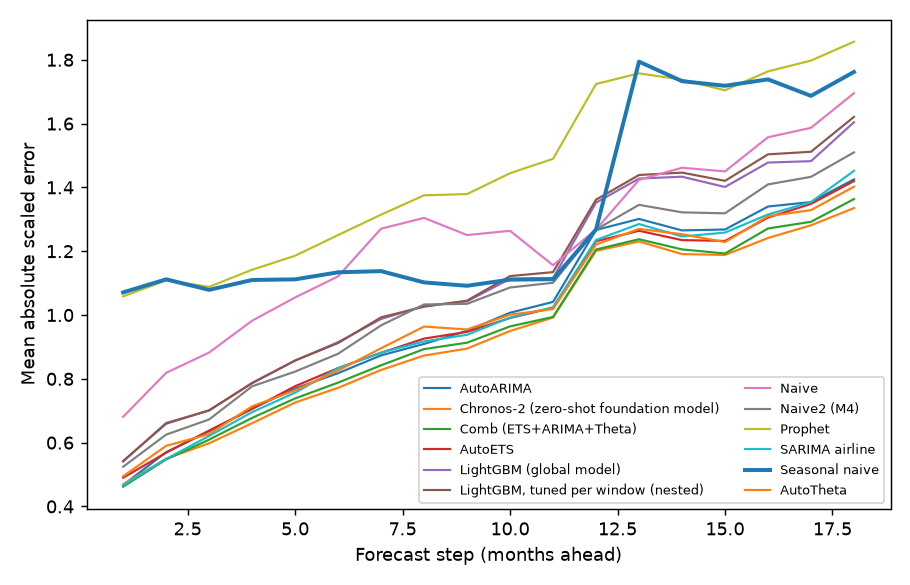 1.8
1.6
1.4
1.2
1.0
0.8
0.6
0.4
Mean absolute scaled error
2.5 5.0 7.5 10.0 12.5 15.0 17.5
Forecast step (months ahead)
AutoARIMA
Chronos-2 (zero-shot foundation model)
Comb (ETS+ARIMA+Theta)
AutoETS
LightGBM (global model)
LightGBM, tuned per window (nested)
Naive
Naive2 (M4)
Prophet
SARIMA airline
Seasonal naive
AutoTheta